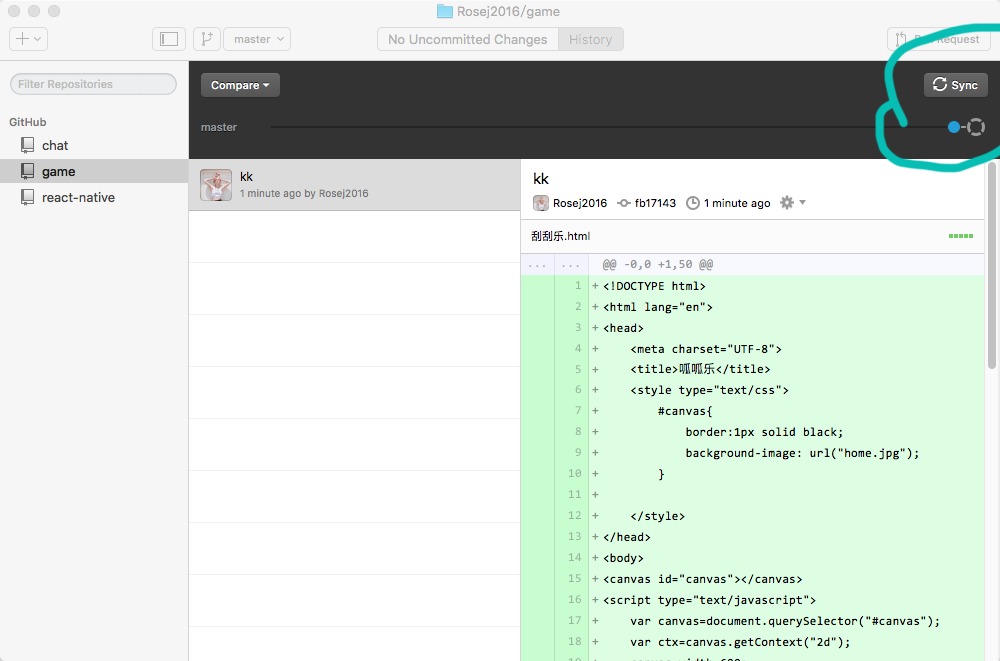 Rosej2016/game
master
No Uncommitted Changes
History
Request
Filter Repositories
Compare
Sync
GitHub
master
chat
game
react-native
kk
1 minute ago by Rosej2016
kk
Rosej2016
fb17143
1 minute ago
刮刮乐.html
... ... @@ -0,0 +1,50 @@
1 +<!DOCTYPE html>
2 +<html lang="en">
3 +<head>
4 +    <meta charset="UTF-8">
5 +    <title>呱呱乐</title>
6 +    <style type="text/css">
7 +        #canvas{
8 +            border:1px solid black;
9 +            background-image: url("home.jpg");
10 +        }
11 +
12 +    </style>
13 +</head>
14 +<body>
15 +<canvas id="canvas"></canvas>
16 +<script type="text/javascript">
17 +    var canvas=document.querySelector("#canvas");
18 +    var ctx=canvas.getContext("2d");